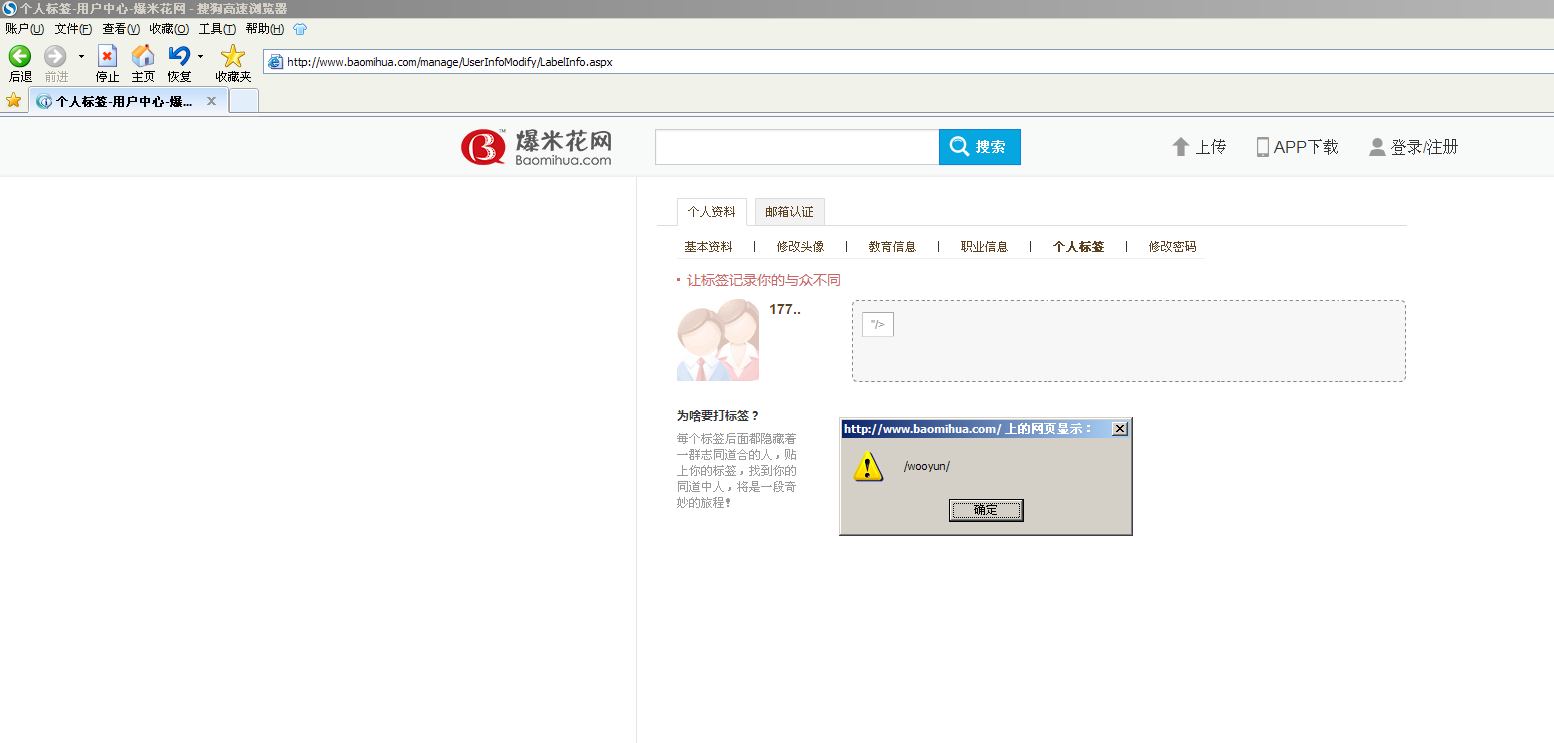 个人标签-用户中心-爆米花网 - 搜狗高速浏览器
账户(U) 文件(F) 查看(V) 收藏(O) 工具(T) 帮助(H)
后退 前进 停止 主页 恢复 收藏夹 http://www.baomihua.com/manage/UserInfoModify/LabelInfo.aspx
个人标签-用户中心-爆... x
爆米花网 ™
Baomihua.com
搜索 上传 APP下载 登录/注册
个人资料 邮箱认证
基本资料 | 修改头像 | 教育信息 | 职业信息 | 个人标签 | 修改密码
让标签记录你的与众不同
177..
"/>
为啥要打标签？
每个标签后面都隐藏着
一群志同道合的人，贴
上你的标签，找到你的
同道中人，将是一段奇
妙的旅程！
http://www.baomihua.com/ 上的网页显示：
/wooyun/
确定